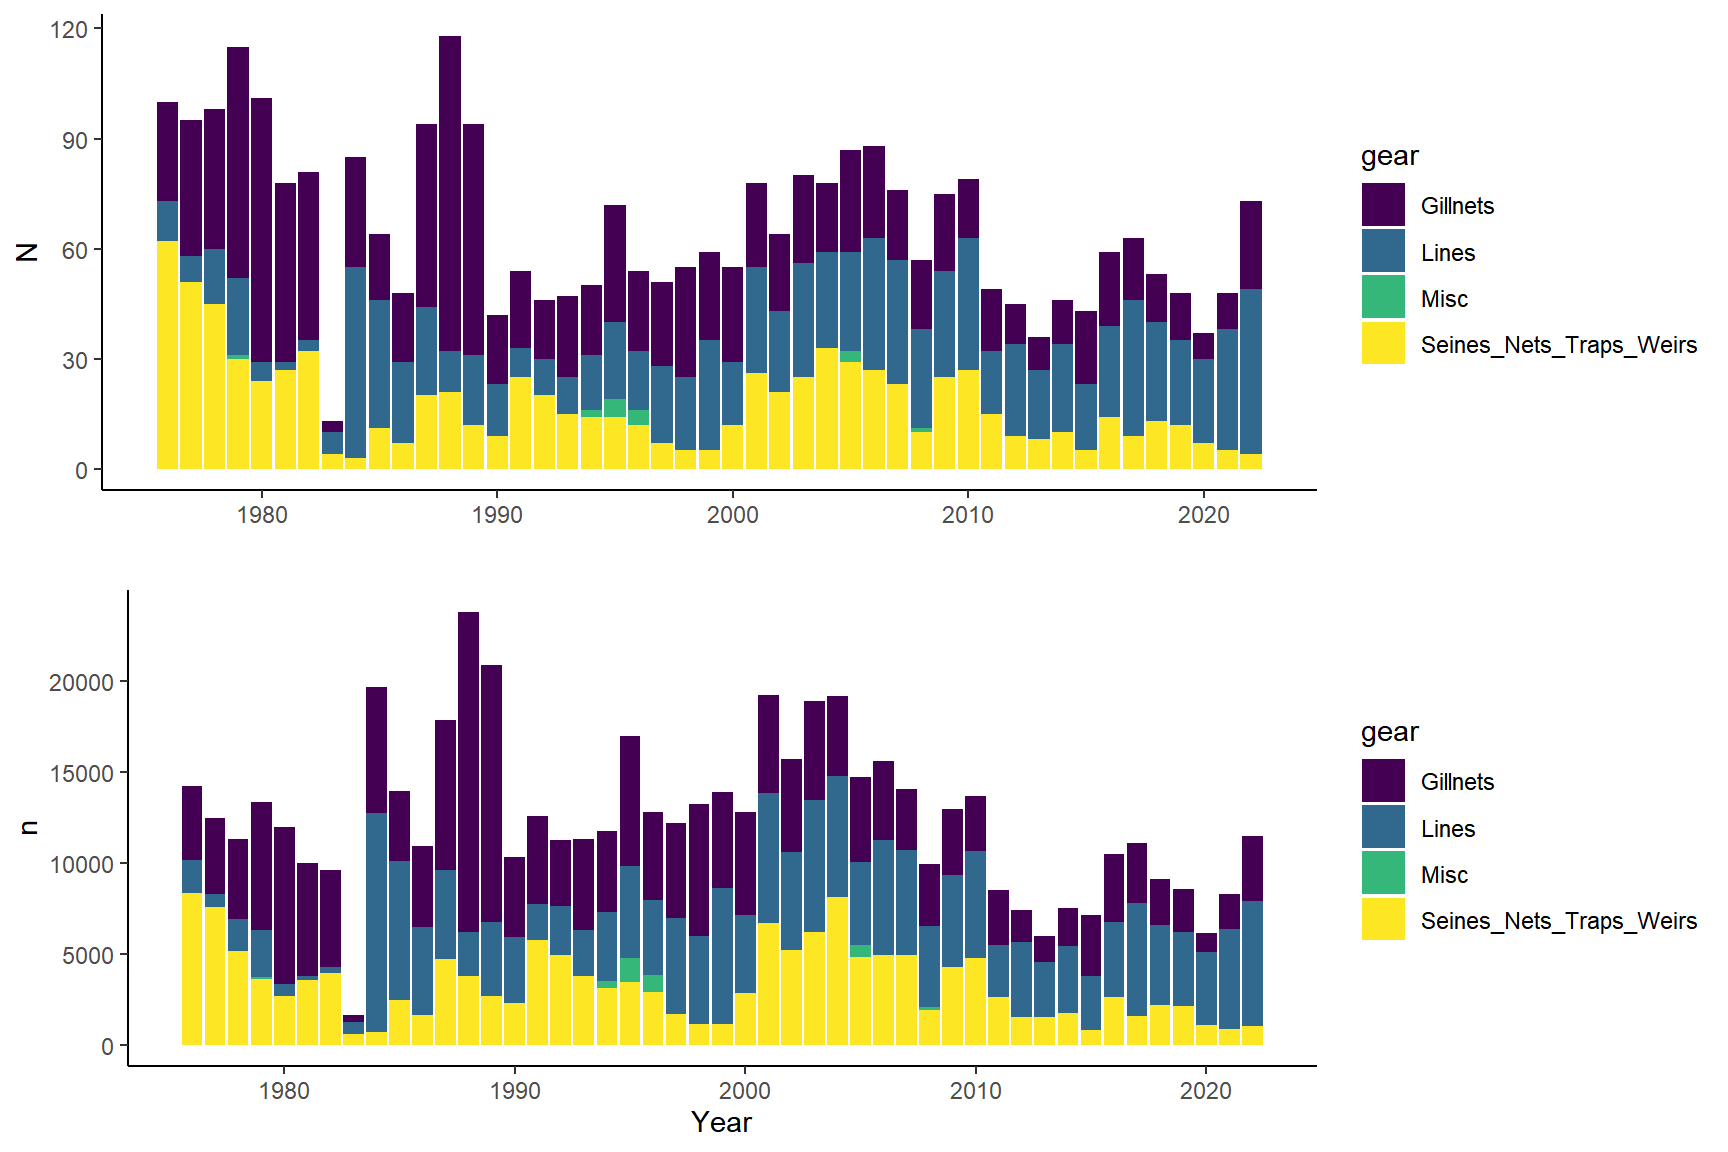 120
90
60
30
0
N
1980 1990 2000 2010 2020
gear
Gillnets
Lines
Misc
Seines_Nets_Traps_Weirs
20000
15000
10000
5000
0
n
1980 1990 2000 2010 2020
Year
gear
Gillnets
Lines
Misc
Seines_Nets_Traps_Weirs